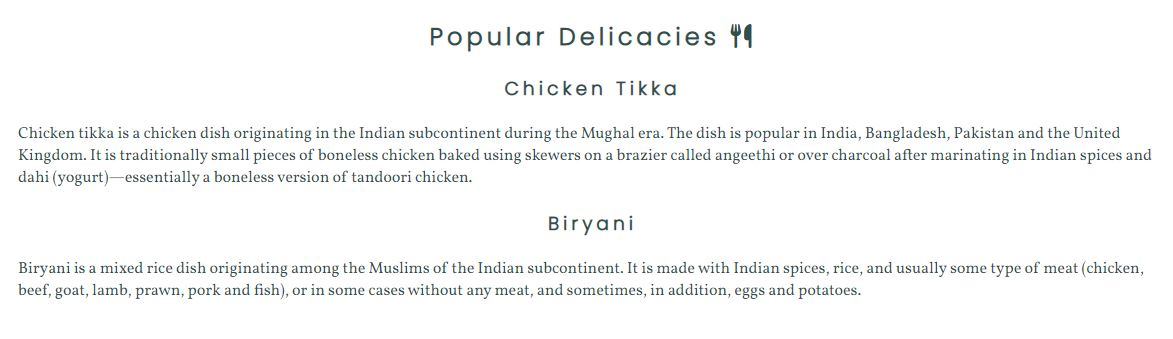 Popular Delicacies
Chicken Tikka
Chicken tikka is a chicken dish originating in the Indian subcontinent during the Mughal era. The dish is popular in India, Bangladesh, Pakistan and the United
Kingdom. It is traditionally small pieces of boneless chicken baked using skewers on a brazier called angeethi or over charcoal after marinating in Indian spices and
dahi (yogurt)—essentially a boneless version of tandoori chicken.
Biryani
Biryani is a mixed rice dish originating among the Muslims of the Indian subcontinent. It is made with Indian spices, rice, and usually some type of meat (chicken,
beef, goat, lamb, prawn, pork and fish), or in some cases without any meat, and sometimes, in addition, eggs and potatoes.